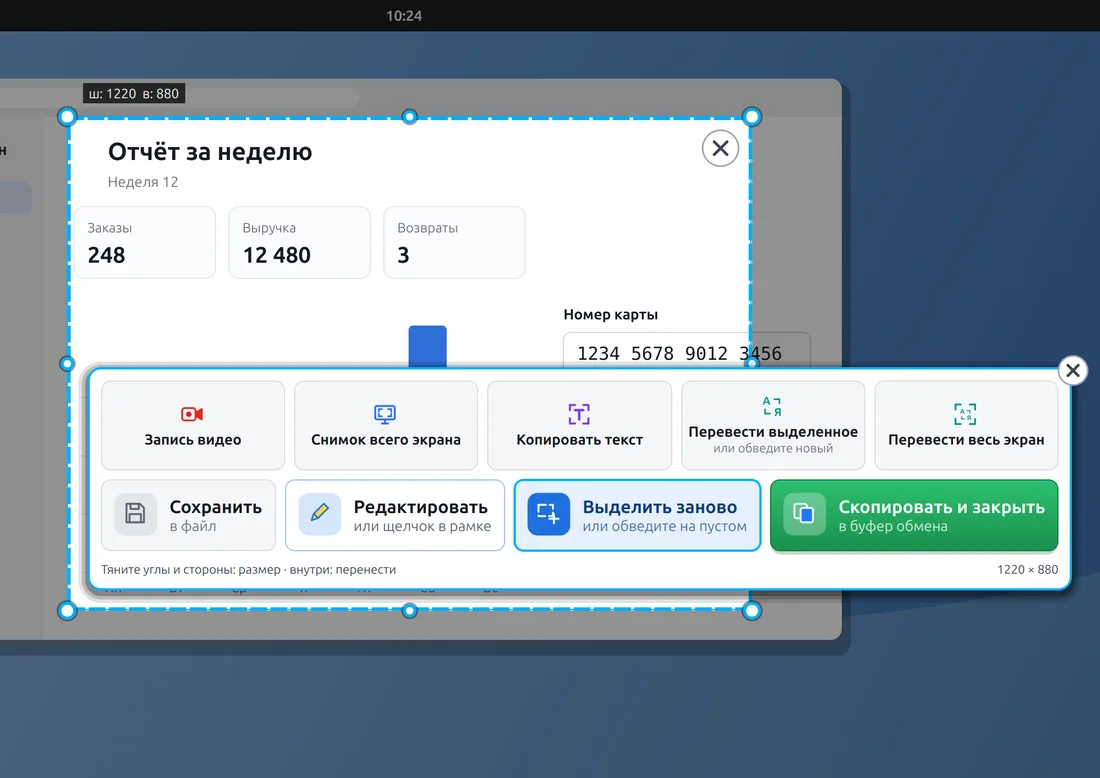 10:24
ш: 1220 в: 880
Отчёт за неделю
Неделя 12
Заказы
248
Выручка
12 480
Возвраты
3
Номер карты
1234 5678 9012 3456
Запись видео
Снимок всего экрана
Копировать текст
Перевести выделенное
или обведите новый
Перевести весь экран
Сохранить
в файл
Редактировать
или щелчок в рамке
Выделить заново
или обведите на пустом
Скопировать и закрыть
в буфер обмена
Тяните углы и стороны: размер · внутри: перенести
1220 × 880